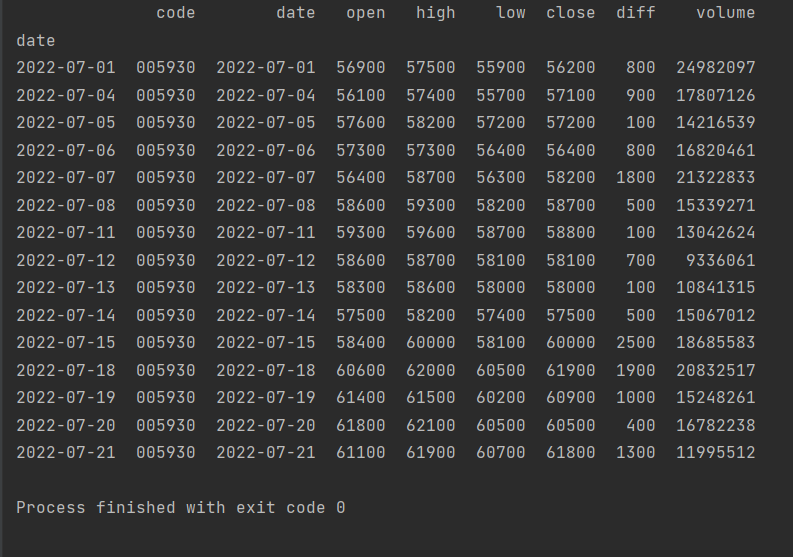 code date open high low close diff volume
date
2022-07-01 005930 2022-07-01 56900 57500 55900 56200 800 24982097
2022-07-04 005930 2022-07-04 56100 57400 55700 57100 900 17807126
2022-07-05 005930 2022-07-05 57600 58200 57200 57200 100 14216539
2022-07-06 005930 2022-07-06 57300 57300 56400 56400 800 16820461
2022-07-07 005930 2022-07-07 56400 58700 56300 58200 1800 21322833
2022-07-08 005930 2022-07-08 58600 59300 58200 58700 500 15339271
2022-07-11 005930 2022-07-11 59300 59600 58700 58800 100 13042624
2022-07-12 005930 2022-07-12 58600 58700 58100 58100 700 9336061
2022-07-13 005930 2022-07-13 58300 58600 58000 58000 100 10841315
2022-07-14 005930 2022-07-14 57500 58200 57400 57500 500 15067012
2022-07-15 005930 2022-07-15 58400 60000 58100 60000 2500 18685583
2022-07-18 005930 2022-07-18 60600 62000 60500 61900 1900 20832517
2022-07-19 005930 2022-07-19 61400 61500 60200 60900 1000 15248261
2022-07-20 005930 2022-07-20 61800 62100 60500 60500 400 16782238
2022-07-21 005930 2022-07-21 61100 61900 60700 61800 1300 11995512
Process finished with exit code 0